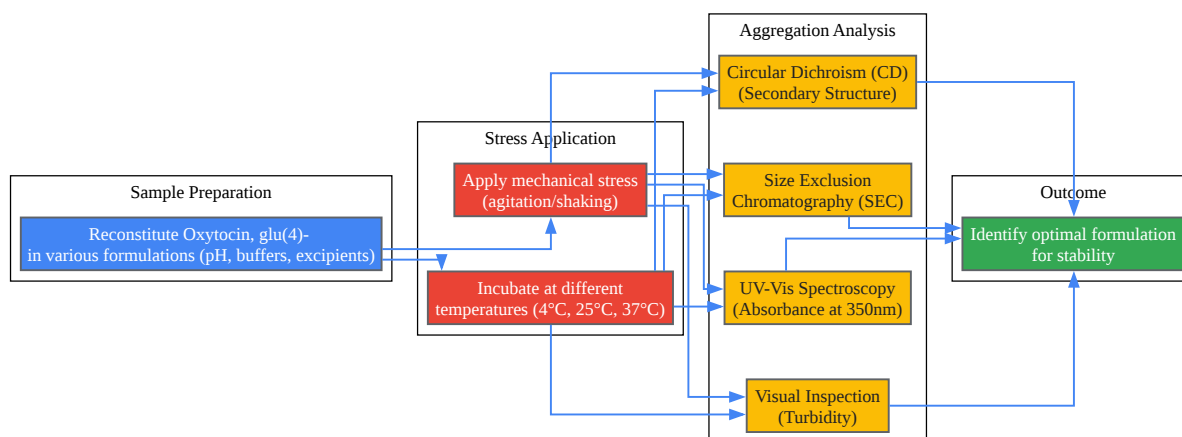 Sample Preparation
Reconstitute Oxytocin, glu(4)-
in various formulations (pH, buffers, excipients)
Stress Application
Apply mechanical stress
(agitation/shaking)
Incubate at different
temperatures (4°C, 25°C, 37°C)
Aggregation Analysis
Circular Dichroism (CD)
(Secondary Structure)
Size Exclusion
Chromatography (SEC)
UV-Vis Spectroscopy
(Absorbance at 350nm)
Visual Inspection
(Turbidity)
Outcome
Identify optimal formulation
for stability